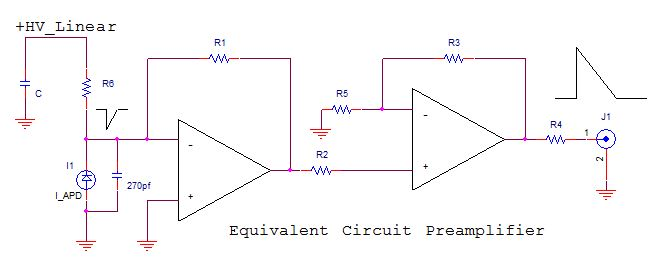 +HV_Linear
R1
R3
R6
C
R5
J1
-
-
R4
1
R2
I1
270pf
+
2
I_APD
+
Equivalent Circuit Preamplifier